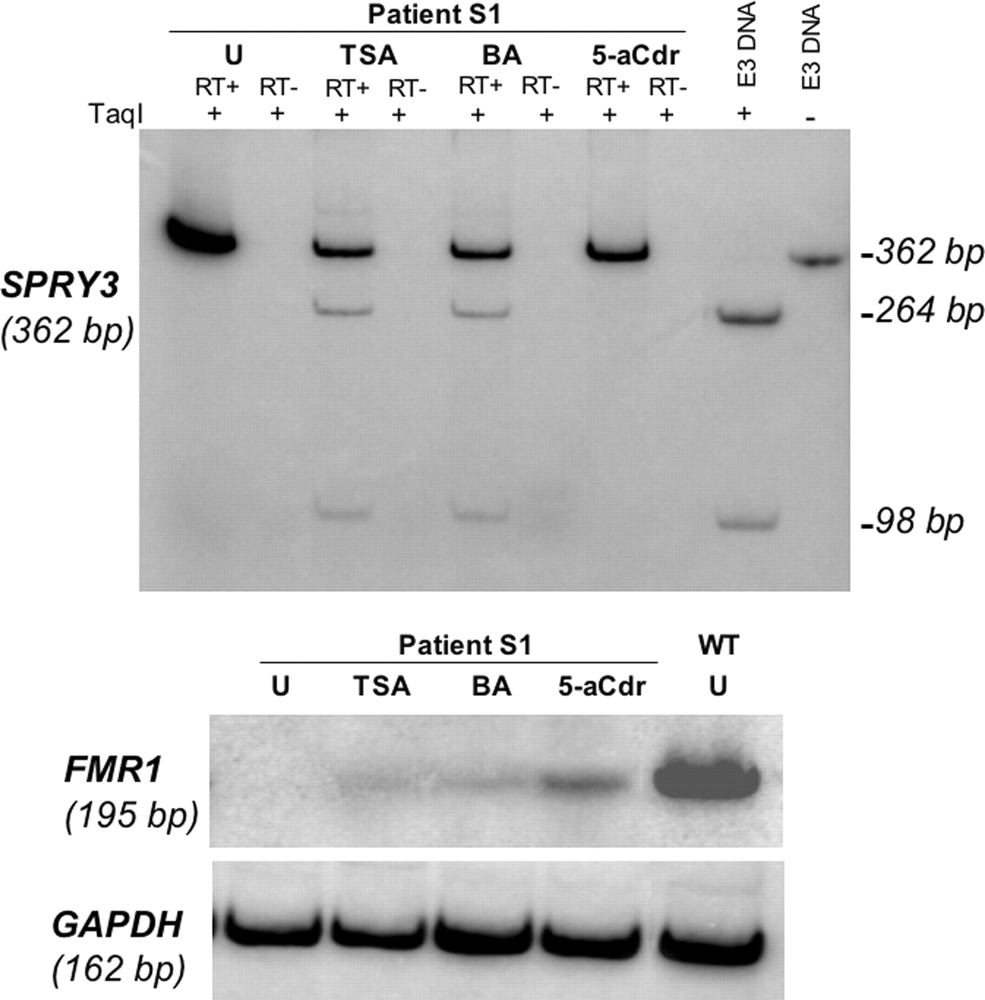 Patient S1
E3 DNA
E3 DNA
U TSA BA 5-aCdr
RT+ RT- RT+ RT- RT+ RT- RT+ RT-
TaqI + + + + + + + + + -
-362 bp
SPRY3
(362 bp)
-264 bp
-98 bp
Patient S1 WT
U TSA BA 5-aCdr U
FMR1
(195 bp)
GAPDH
(162 bp)